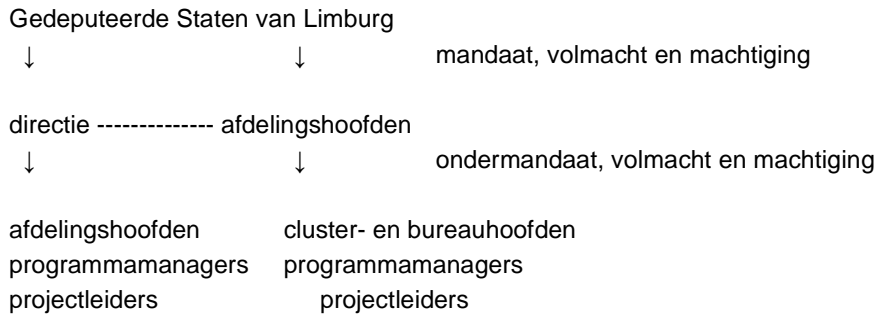 Gedeputeerde Staten van Limburg
↓ ↓ mandaat, volmacht en machtiging
directie -------------- afdelingshoofden
↓ ↓ ondermandaat, volmacht en machtiging
afdelingshoofden cluster- en bureauhoofden
programmamanagers programmamanagers
projectleiders projectleiders